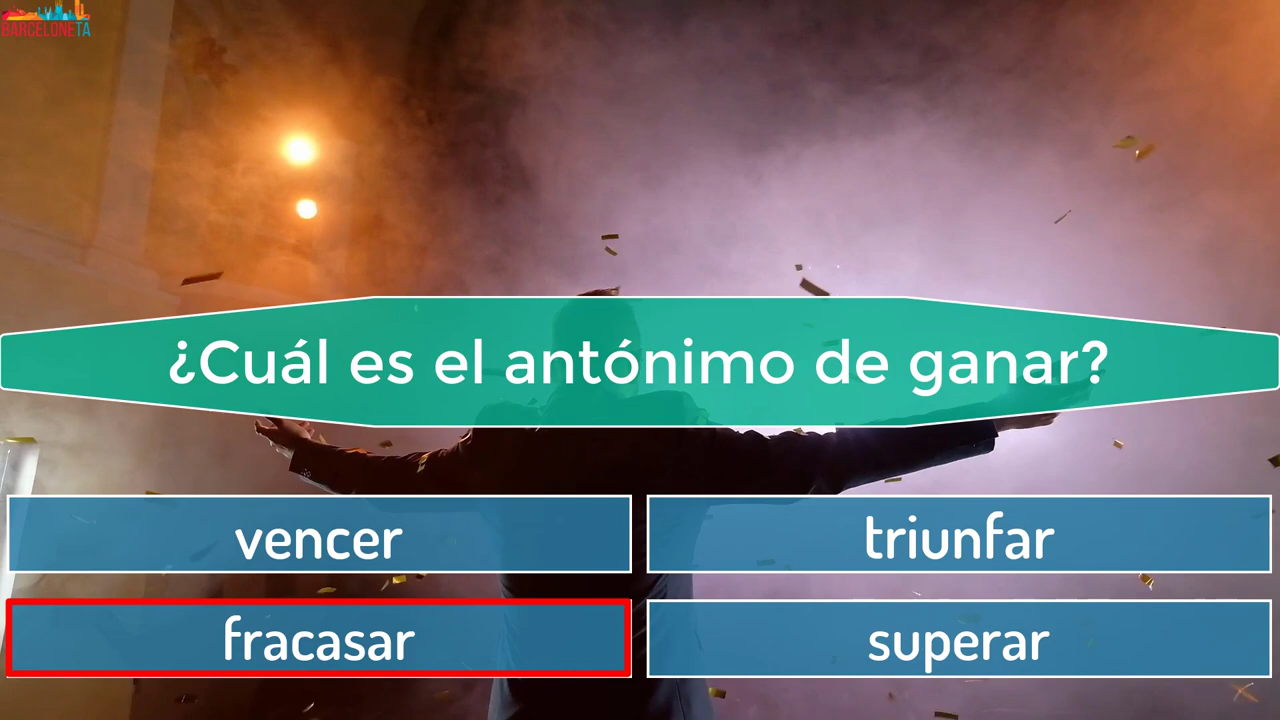 BARCELONETA
¿Cuál es el antónimo de ganar?
vencer
triunfar
fracasar
superar